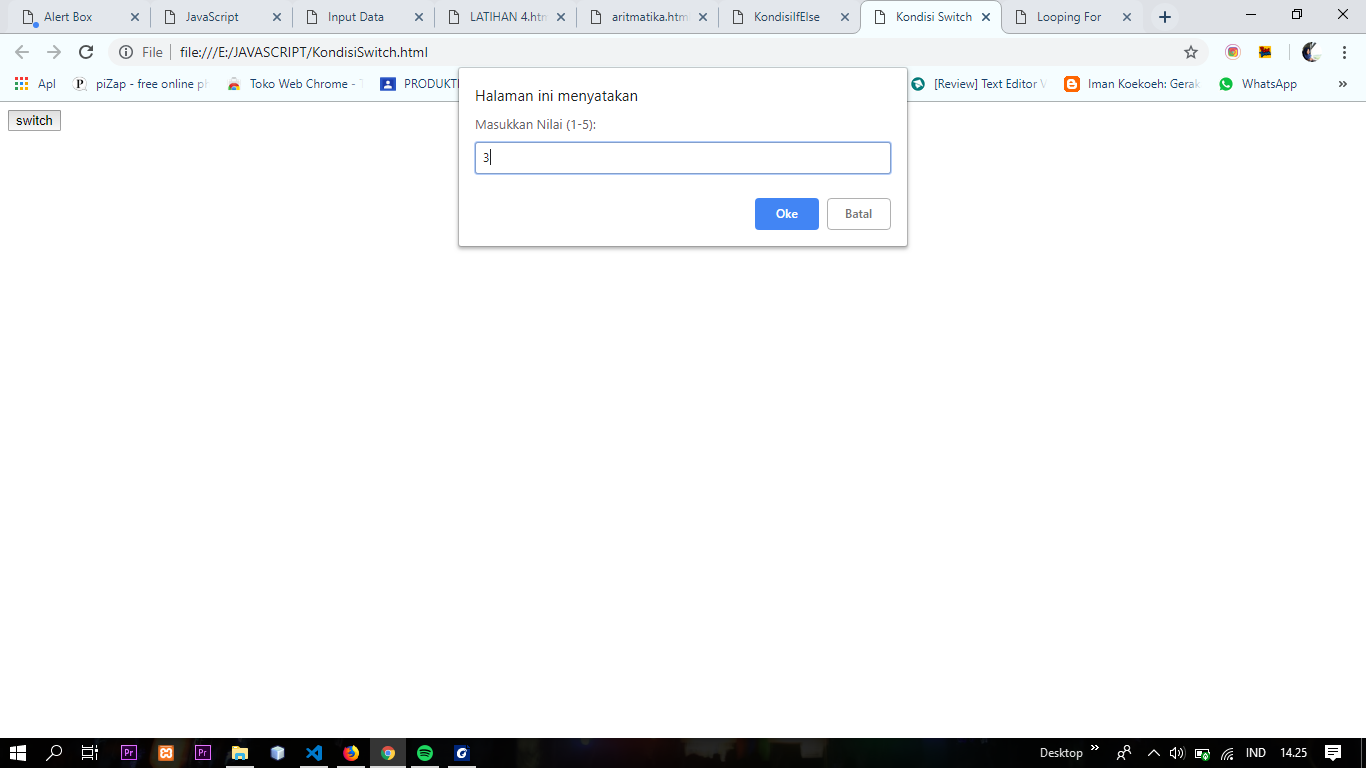 Alert Box JavaScript Input Data LATIHAN 4.htm aritmatika.htm KondisiIfElse Kondisi Switch Looping For
File file:///E:/JAVASCRIPT/KondisiSwitch.html
Apl piZap - free online ph Toko Web Chrome - T PRODUKTI [Review] Text Editor V Iman Koekoeh: Gerak WhatsApp
switch
Halaman ini menyatakan
Masukkan Nilai (1-5):
3
Oke Batal
Pr Pr
Desktop IND 14.25